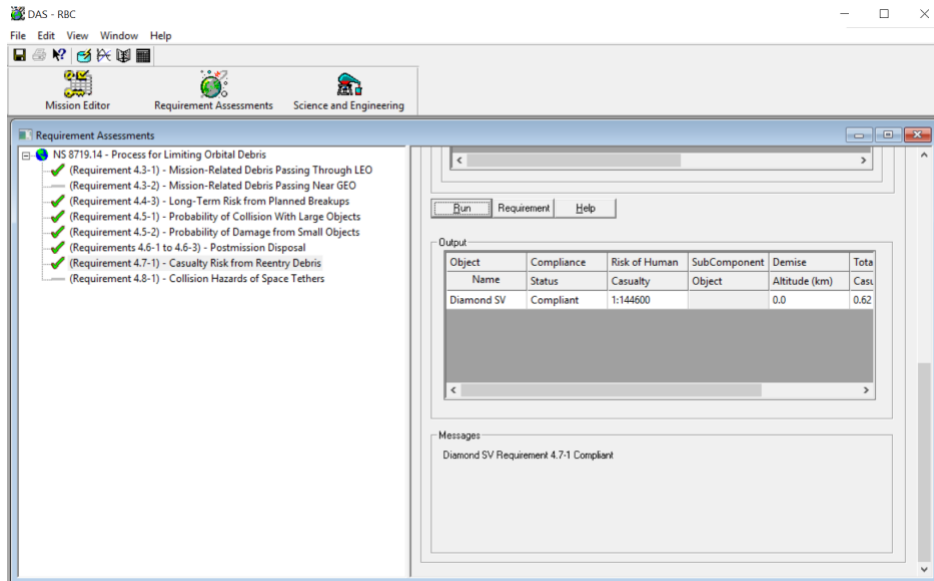 DAS - RBC
File Edit View Window Help
Mission Editor Requirement Assessments Science and Engineering
Requirement Assessments
NS 8719.14 - Process for Limiting Orbital Debris
(Requirement 4.3-1) - Mission-Related Debris Passing Through LEO
(Requirement 4.3-2) - Mission-Related Debris Passing Near GEO
(Requirement 4.4-3) - Long-Term Risk from Planned Breakups
(Requirement 4.5-1) - Probability of Collision With Large Objects
(Requirement 4.5-2) - Probability of Damage from Small Objects
(Requirements 4.6-1 to 4.6-3) - Postmission Disposal
(Requirement 4.7-1) - Casualty Risk from Reentry Debris
(Requirement 4.8-1) - Collision Hazards of Space Tethers
Run Requirement Help
Output
Object Compliance Risk of Human SubComponent Demise Tota
Name Status Casualty Object Altitude (km) Casu
Diamond SV Compliant 1:144600 0.0 0.62
Messages
Diamond SV Requirement 4.7-1 Compliant